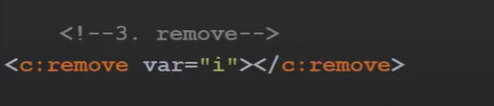 <!--3. remove-->
<c:remove var="i"></c:remove>